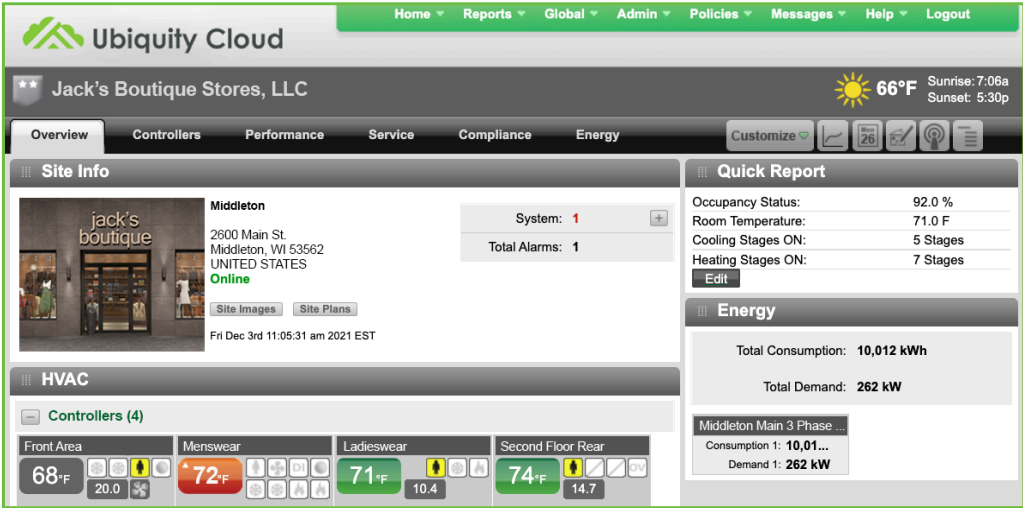 Home Reports Global Admin Policies Messages Help Logout
Ubiquity Cloud
Jack's Boutique Stores, LLC
66°F
Sunrise: 7:06a
Sunset: 5:30p
Overview Controllers Performance Service Compliance Energy
Customize
Mon
26
Site Info
jack's
boutique
Middleton
2600 Main St.
Middleton, WI 53562
UNITED STATES
Online
Site Images Site Plans
Fri Dec 3rd 11:05:31 am 2021 EST
System: 1
+
Total Alarms: 1
Quick Report
Occupancy Status: 92.0 %
Room Temperature: 71.0 F
Cooling Stages ON: 5 Stages
Heating Stages ON: 7 Stages
Edit
Energy
Total Consumption: 10,012 kWh
Total Demand: 262 kW
Middleton Main 3 Phase ...
Consumption 1: 10,01...
Demand 1: 262 kW
HVAC
Controllers (4)
Front Area
68°F
20.0
Menswear
72°F
DI
Ladieswear
71°F
10.4
Second Floor Rear
74°F
OV
14.7